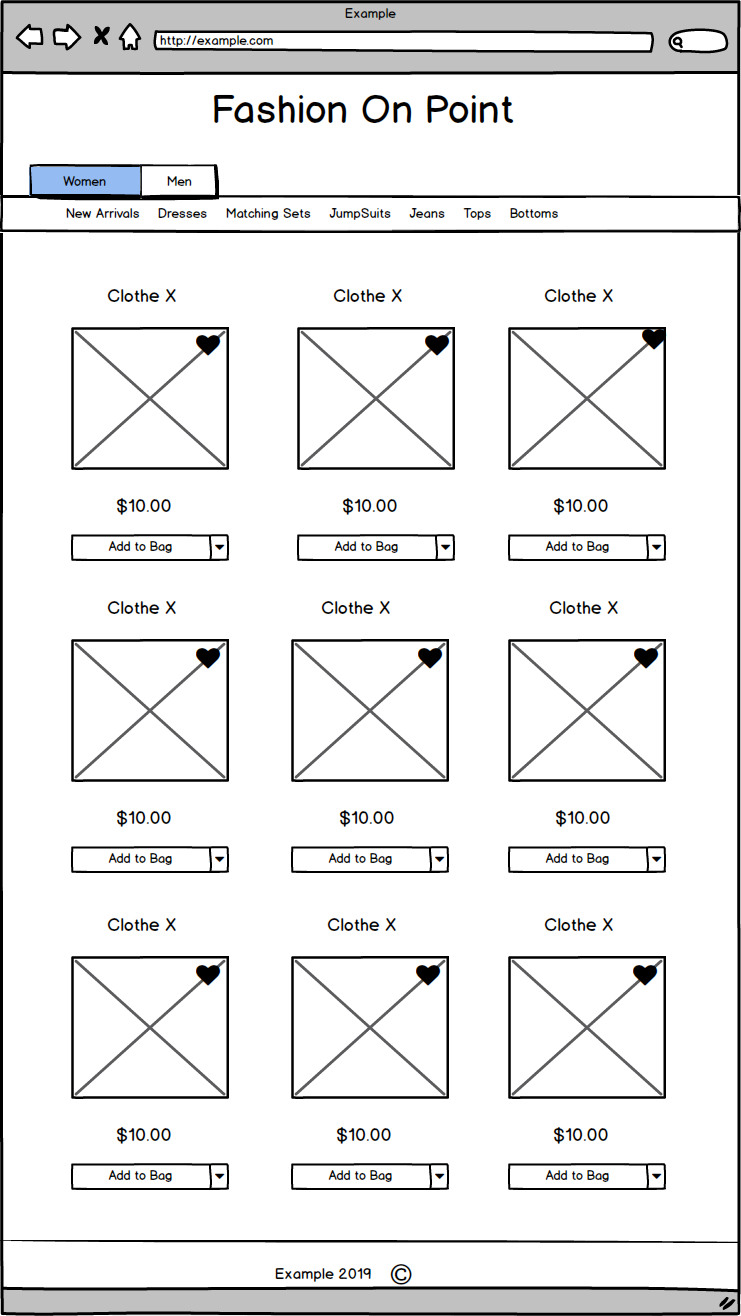 Example
http://example.com
Fashion On Point
Women Men
New Arrivals Dresses Matching Sets JumpSuits Jeans Tops Bottoms
Clothe X Clothe X Clothe X
$10.00 $10.00 $10.00
Add to Bag Add to Bag Add to Bag
Clothe X Clothe X Clothe X
$10.00 $10.00 $10.00
Add to Bag Add to Bag Add to Bag
Clothe X Clothe X Clothe X
$10.00 $10.00 $10.00
Add to Bag Add to Bag Add to Bag
Example 2019 ©